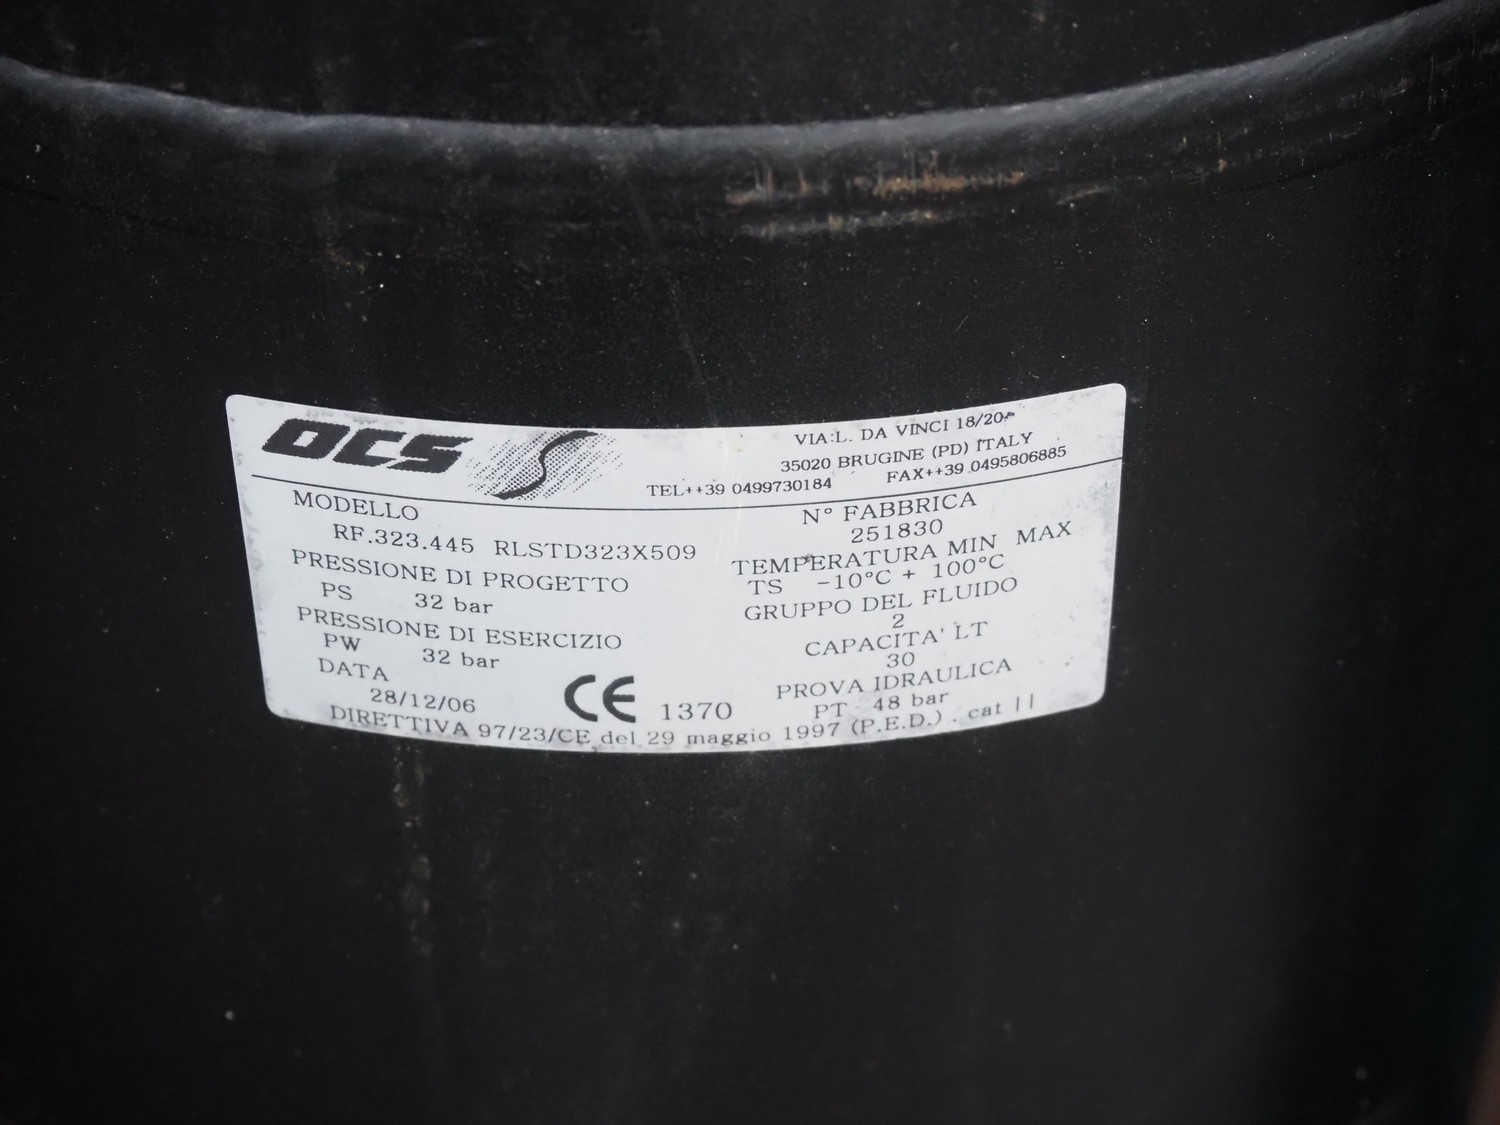 OCS
VIA:L. DA VINCI 18/20
35020 BRUGINE (PD) ITALY
TEL++39 0499730184 FAX++39 0495806885
MODELLO
RF.323.445 RLSTD323X509
PRESSIONE DI PROGETTO
PS 32 bar
PRESSIONE DI ESERCIZIO
PW 32 bar
DATA
28/12/06
N° FABBRICA
251830
TEMPERATURA MIN MAX
TS -10°C + 100°C
GRUPPO DEL FLUIDO
2
CAPACITA' LT
30
PROVA IDRAULICA
PT 48 bar
CE 1370
DIRETTIVA 97/23/CE del 29 maggio 1997 (P.E.D.). cat II